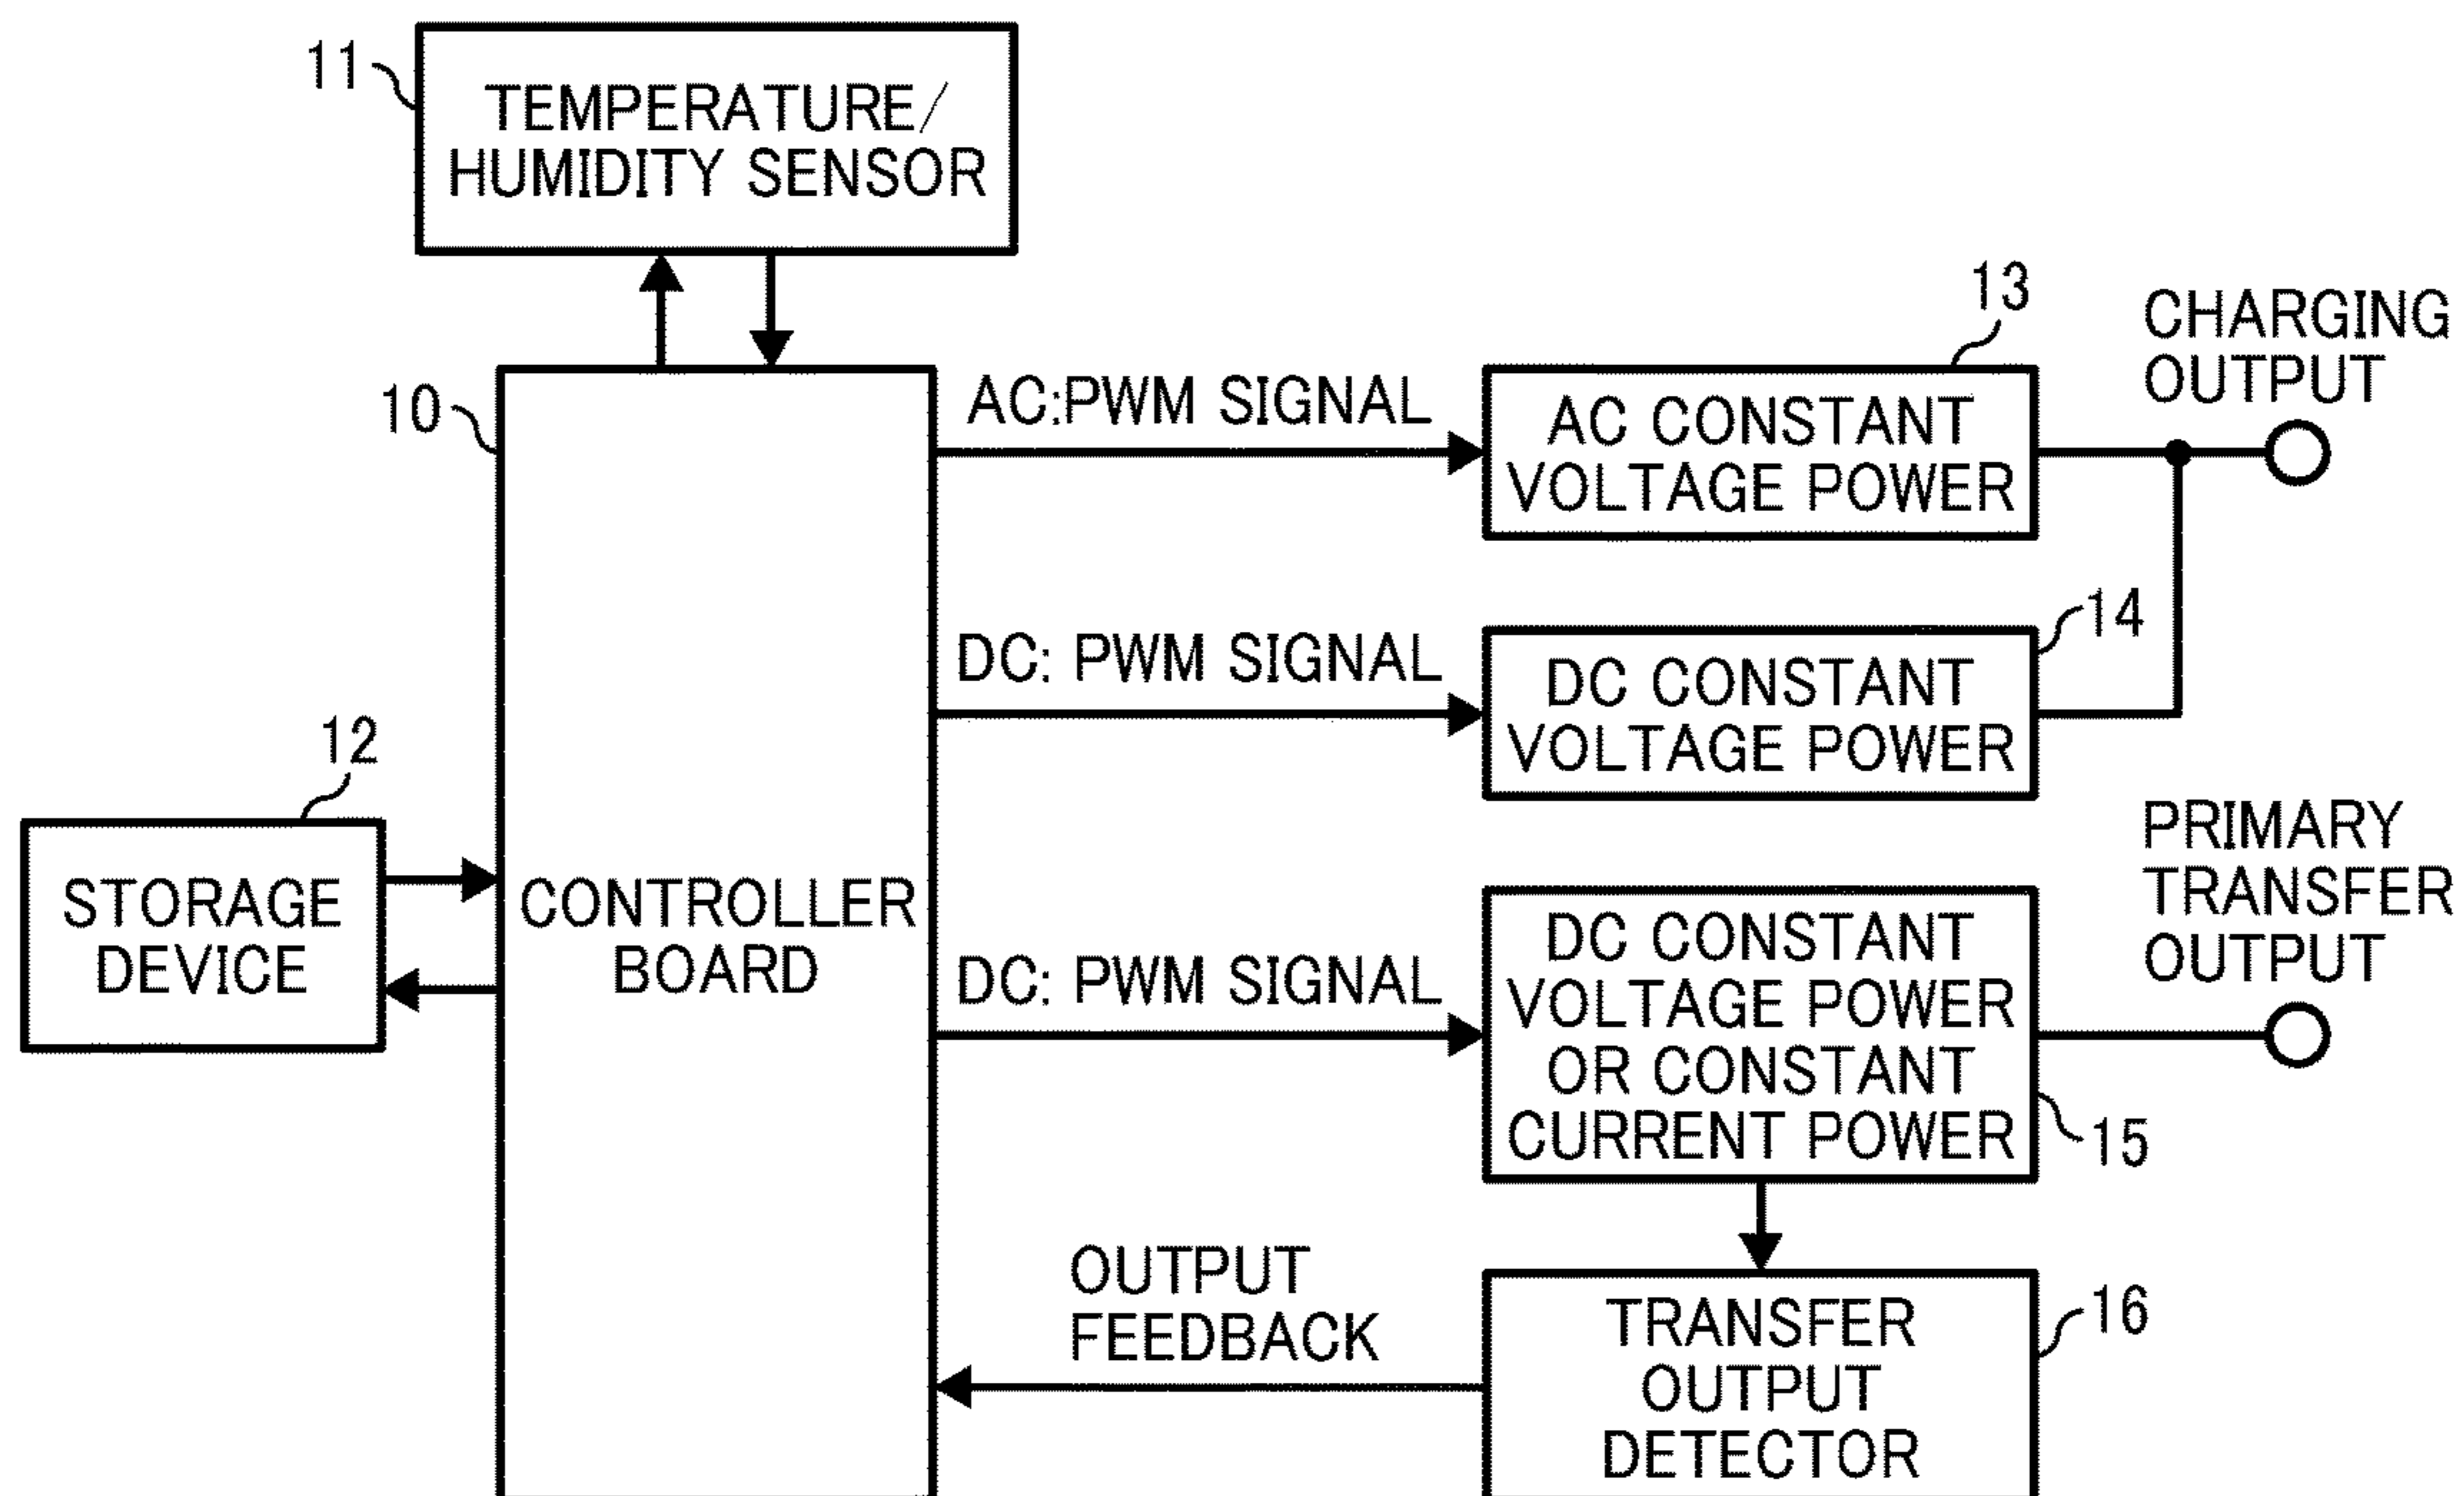 11
TEMPERATURE/
HUMIDITY SENSOR
10
AC:PWM SIGNAL
13
AC CONSTANT
VOLTAGE POWER
CHARGING
OUTPUT
DC: PWM SIGNAL
14
DC CONSTANT
VOLTAGE POWER
12
STORAGE
DEVICE
CONTROLLER
BOARD
DC: PWM SIGNAL
DC CONSTANT
VOLTAGE POWER
OR CONSTANT
CURRENT POWER
15
PRIMARY
TRANSFER
OUTPUT
OUTPUT
FEEDBACK
TRANSFER
OUTPUT
DETECTOR
16